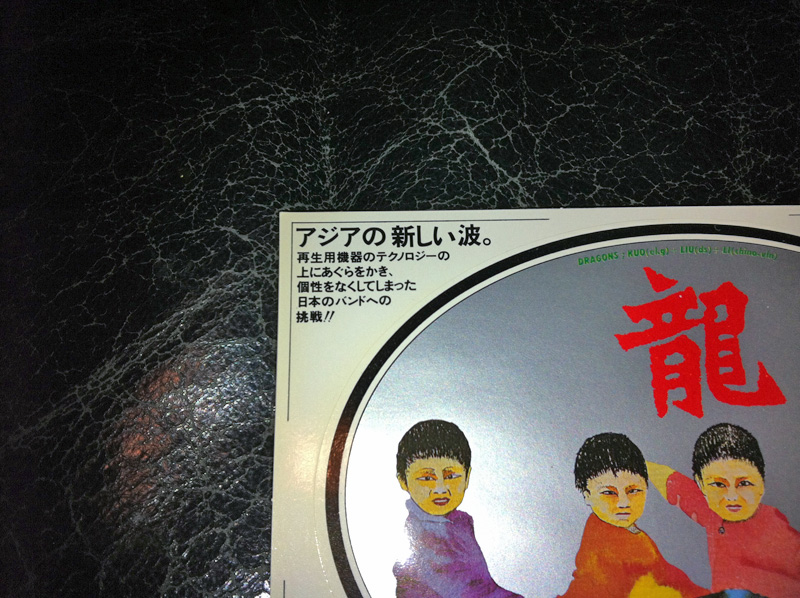 アジアの新しい波。
再生用機器のテクノロジーの
上にあぐらをかき、
個性をなくしてしまった
日本のバンドへの
挑戦!!
DRAGONS :
龍